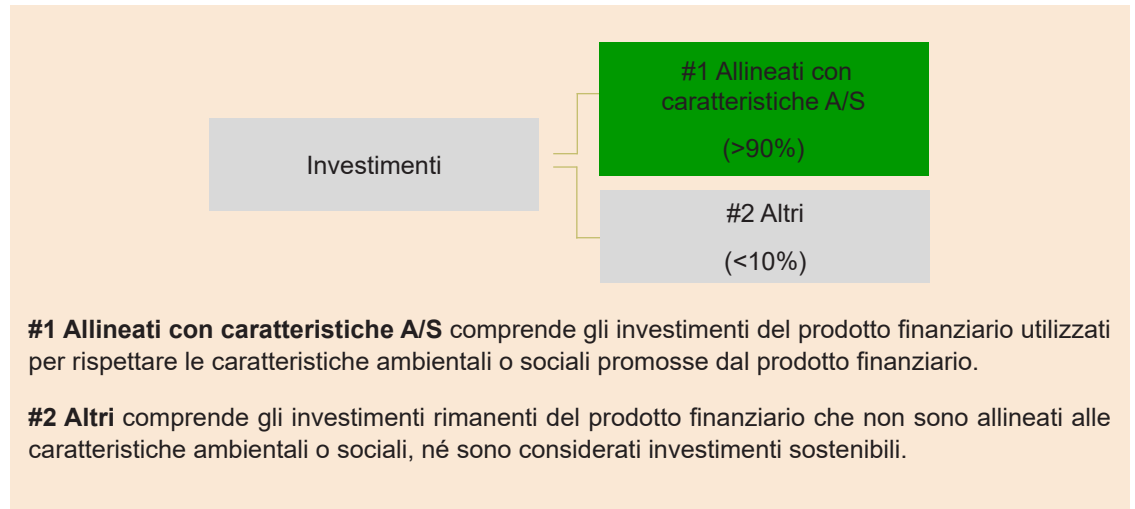 #1 Allineati con
caratteristiche A/S
(>90%)
Investimenti
#2 Altri
(<10%)
#1 Allineati con caratteristiche A/S comprende gli investimenti del prodotto finanziario utilizzati
per rispettare le caratteristiche ambientali o sociali promosse dal prodotto finanziario.
#2 Altri comprende gli investimenti rimanenti del prodotto finanziario che non sono allineati alle
caratteristiche ambientali o sociali, né sono considerati investimenti sostenibili.